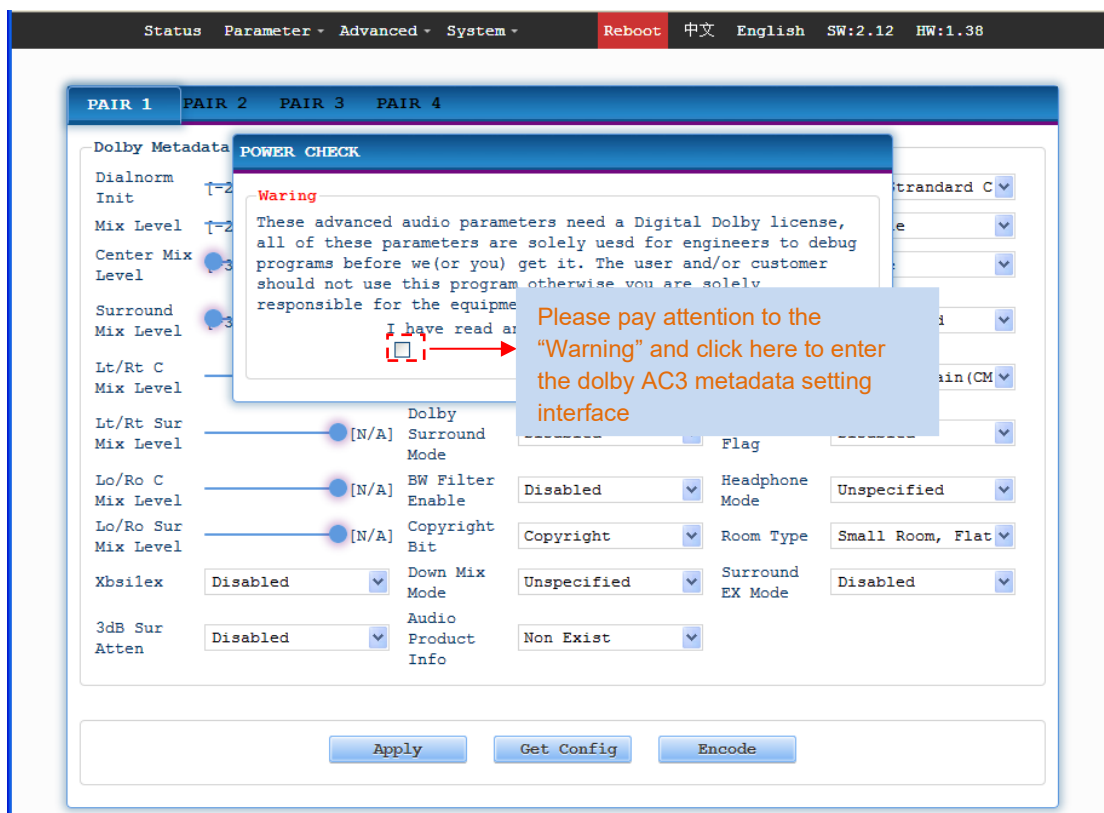 Status Parameter Advanced System Reboot 中文 English SW:2.12 HW:1.38
PAIR 1 PAIR 2 PAIR 3 PAIR 4
Dolby Metadata
POWER CHECK
Dialnorm
Init
[-2
Waring
Standard C
These advanced audio parameters need a Digital Dolby license,
all of these parameters are solely uesd for engineers to debug
programs before we(or you) get it. The user and/or customer
should not use this program otherwise you are solely
responsible for the
I have read
Mix Level [-2
Center Mix
Level
Surround
Mix Level
Please pay attention to the
“Warning” and click here to enter
the dolby AC3 metadata setting
interface
Lt/Rt C
Mix Level
(CM
Lt/Rt Sur
Mix Level
[N/A]
Dolby
Surround
Mode
Flag
Lo/Ro C
Mix Level
[N/A]
BW Filter
Enable
Disabled
Headphone
Mode
Unspecified
Lo/Ro Sur
Mix Level
[N/A]
Copyright
Bit
Copyright
Room Type
Small Room, Flat
Xbsi1ex
Disabled
Down Mix
Mode
Unspecified
Surround
EX Mode
Disabled
3dB Sur
Atten
Disabled
Audio
Product
Info
Non Exist
Apply Get Config Encode